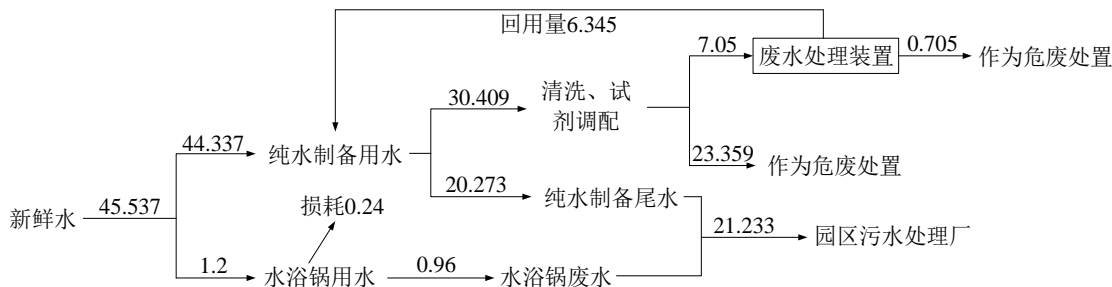 回用量6.345
7.05
废水处理装置
0.705
作为危废处置
30.409
清洗、试
剂调配
44.337
纯水制备用水
23.359
作为危废处置
新鲜水
45.537
20.273
纯水制备尾水
损耗0.24
21.233
园区污水处理厂
1.2
水浴锅用水
0.96
水浴锅废水